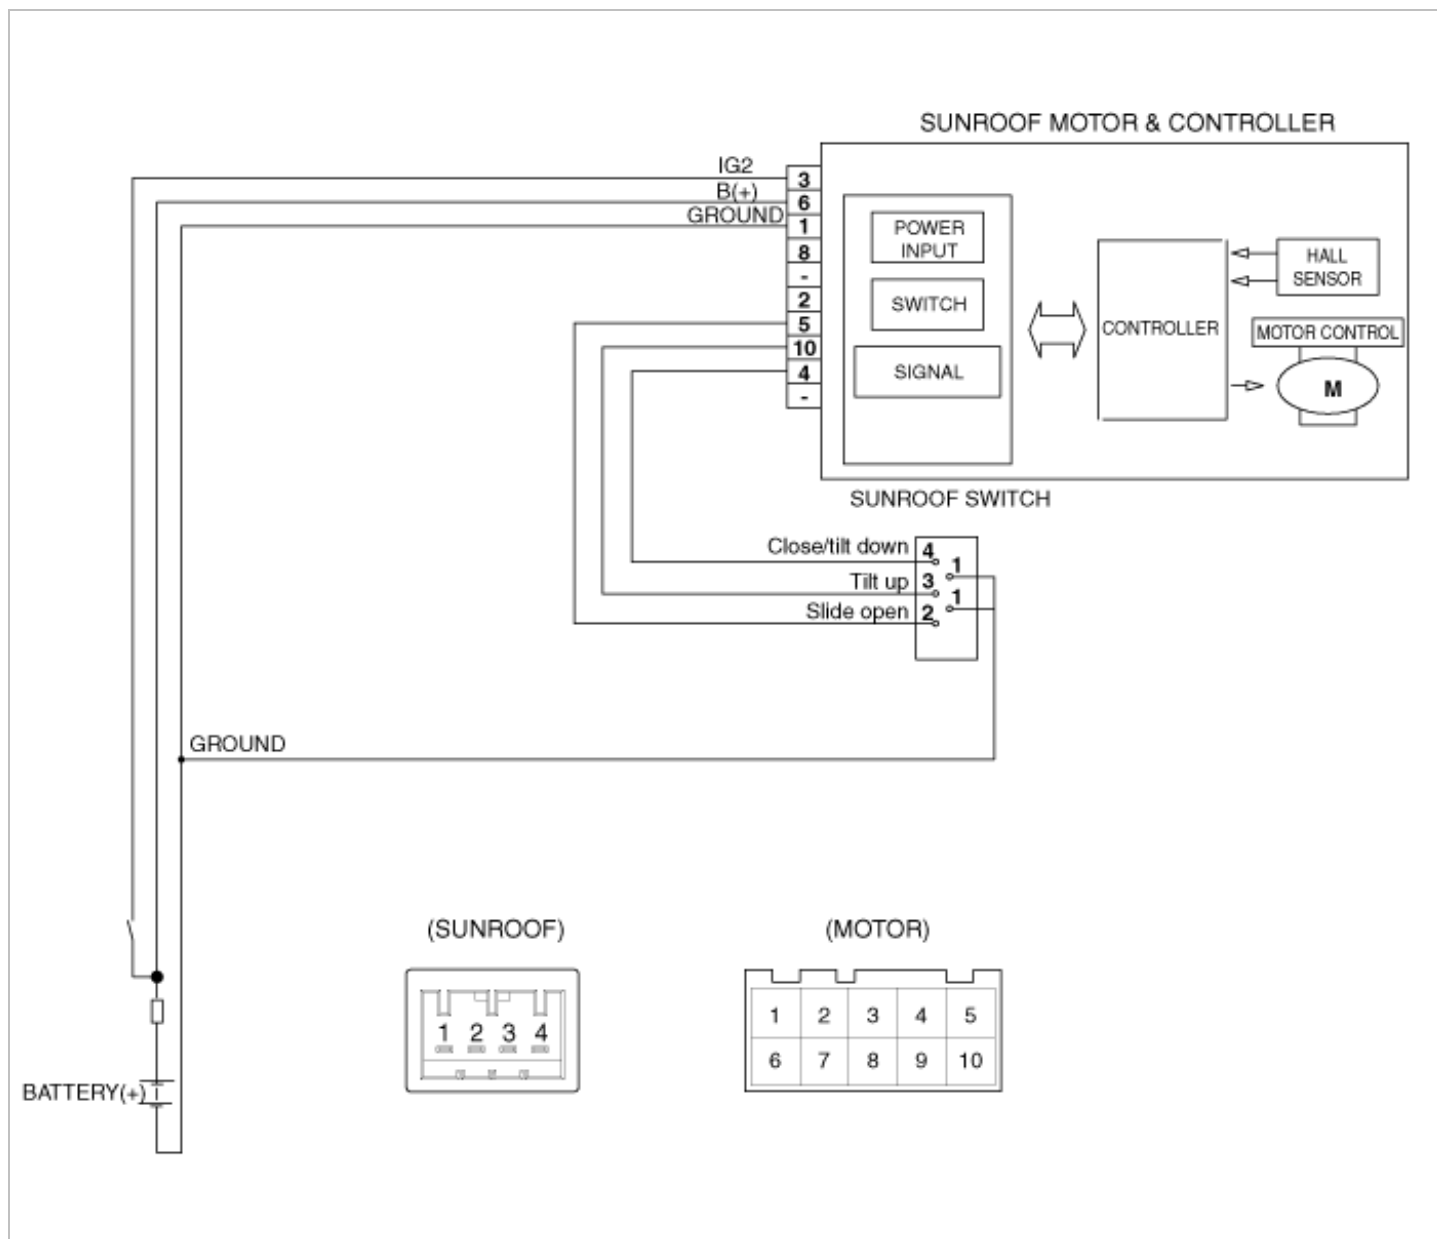 SUNROOF MOTOR & CONTROLLER
IG2
3
B(+)
6
GROUND
1
8
-
2
5
10
4
-
POWER
INPUT
SWITCH
SIGNAL
CONTROLLER
HALL
SENSOR
MOTOR CONTROL
M
SUNROOF SWITCH
Close/tilt down 4
1
Tilt up 3
1
Slide open 2
GROUND
(SUNROOF)
1 2 3 4
(MOTOR)
1 2 3 4 5
6 7 8 9 10
BATTERY(+)